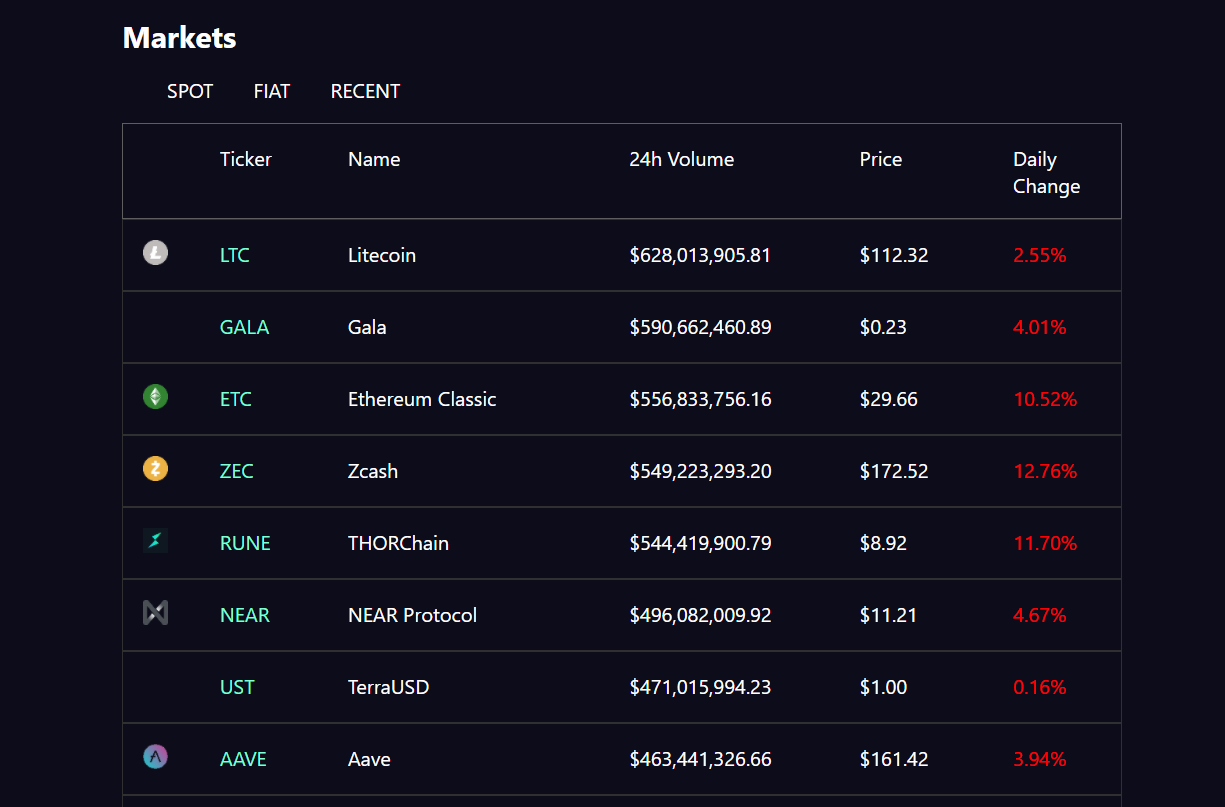 Markets
SPOT FIAT RECENT
Ticker Name 24h Volume Price Daily Change
LTC Litecoin $628,013,905.81 $112.32 2.55%
GALA Gala $590,662,460.89 $0.23 4.01%
ETC Ethereum Classic $556,833,756.16 $29.66 10.52%
ZEC Zcash $549,223,293.20 $172.52 12.76%
RUNE THORChain $544,419,900.79 $8.92 11.70%
NEAR NEAR Protocol $496,082,009.92 $11.21 4.67%
UST TerraUSD $471,015,994.23 $1.00 0.16%
AAVE Aave $463,441,326.66 $161.42 3.94%